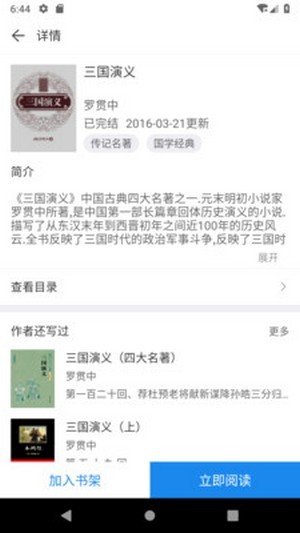 6:44
详情
三国演义
三国演义
罗贯中
已完结 2016-03-21更新
传记名著 国学经典
简介
《三国演义》中国古典四大名著之一.元末明初小说家
罗贯中所著,是中国第一部长篇章回体历史演义的小说.
描写了从东汉末年到西晋初年之间近100年的历史风
云.全书反映了三国时代的政治军事斗争,反映了三国时
展开
查看目录
作者还写过 更多
三国演义（四大名著）
罗贯中
第一百二十回、荐杜预老将献新谋降孙皓三分归...
三国演义（上）
罗贯中
加入书架 立即阅读